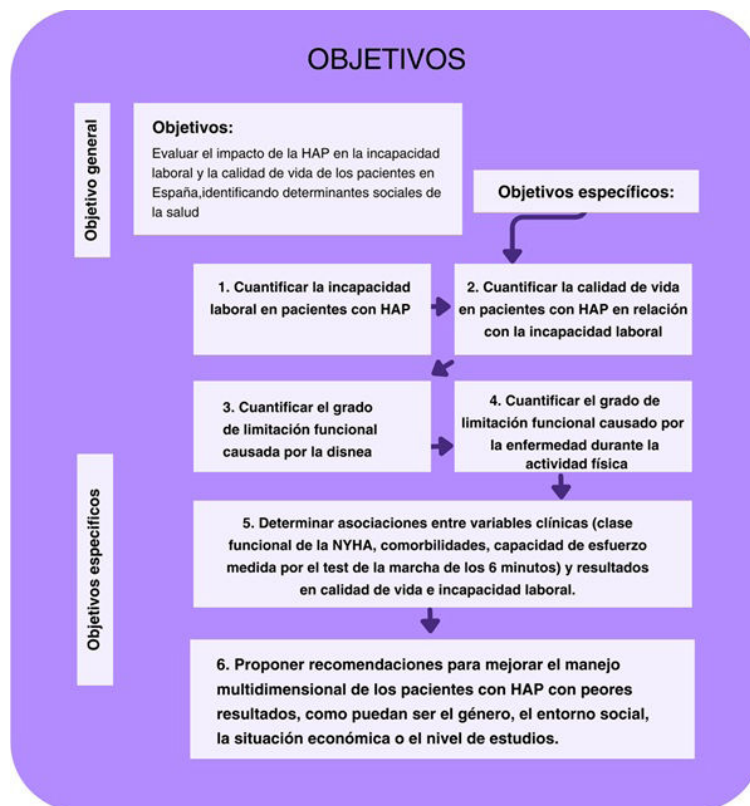 OBJETIVOS
Objetivo general
Objetivos:
Evaluar el impacto de la HAP en la incapacidad
laboral y la calidad de vida de los pacientes en
España,identificando determinantes sociales de
la salud
Objetivos específicos:
1. Cuantificar la incapacidad
laboral en pacientes con HAP
2. Cuantificar la calidad de vida
en pacientes con HAP en relación
con la incapacidad laboral
Objetivos especificos
3. Cuantificar el grado
de limitación funcional
causada por la disnea
4. Cuantificar el grado de
limitación funcional causado por
la enfermedad durante la
actividad física
5. Determinar asociaciones entre variables clínicas (clase
funcional de la NYHA, comorbilidades, capacidad de esfuerzo
medida por el test de la marcha de los 6 minutos) y resultados
en calidad de vida e incapacidad laboral.
6. Proponer recomendaciones para mejorar el manejo
multidimensional de los pacientes con HAP con peores
resultados, como puedan ser el género, el entorno social,
la situación económica o el nivel de estudios.